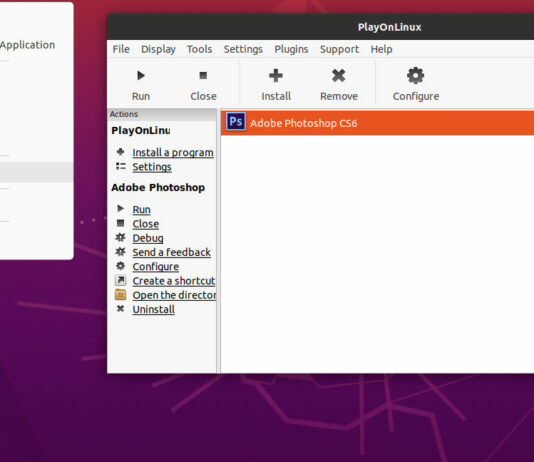 Application
PlayOnLinux
File Display Tools Settings Plugins Support Help
Run Close Install Remove Configure
Actions
PlayOnLinu
Install a program
Settings
Adobe Photoshop
Run
Close
Debug
Send a feedback
Configure
Create a shortcut
Open the director
Uninstall
Ps Adobe Photoshop CS6